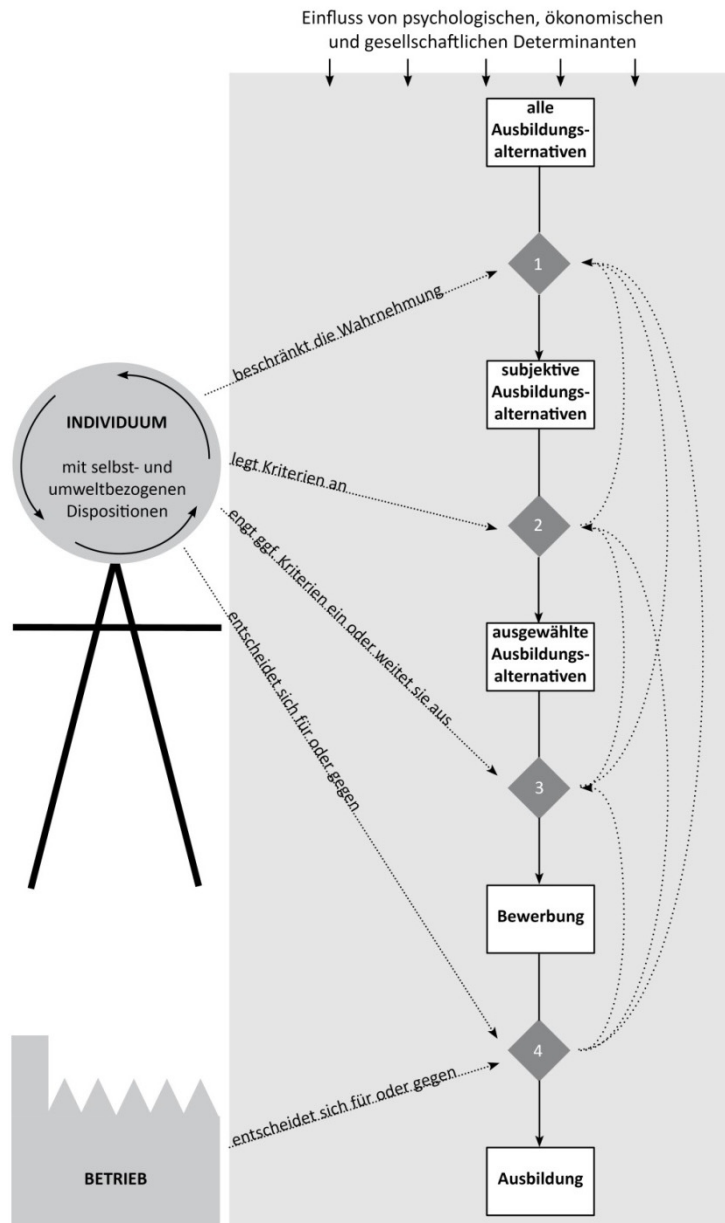 Einfluss von psychologischen, ökonomischen
und gesellschaftlichen Determinanten
alle
Ausbildungs-
alternativen
1
beschränkt die Wahrnehmung
subjektive
Ausbildungs-
alternativen
INDIVIDUUM
mit selbst- und
umweltbezogenen
Dispositionen
legt Kriterien an
2
engt ggf. Kriterien ein oder weitet sie aus
ausgewählte
Ausbildungs-
alternativen
entscheidet sich für oder gegen
3
Bewerbung
4
entscheidet sich für oder gegen
BETRIEB
Ausbildung